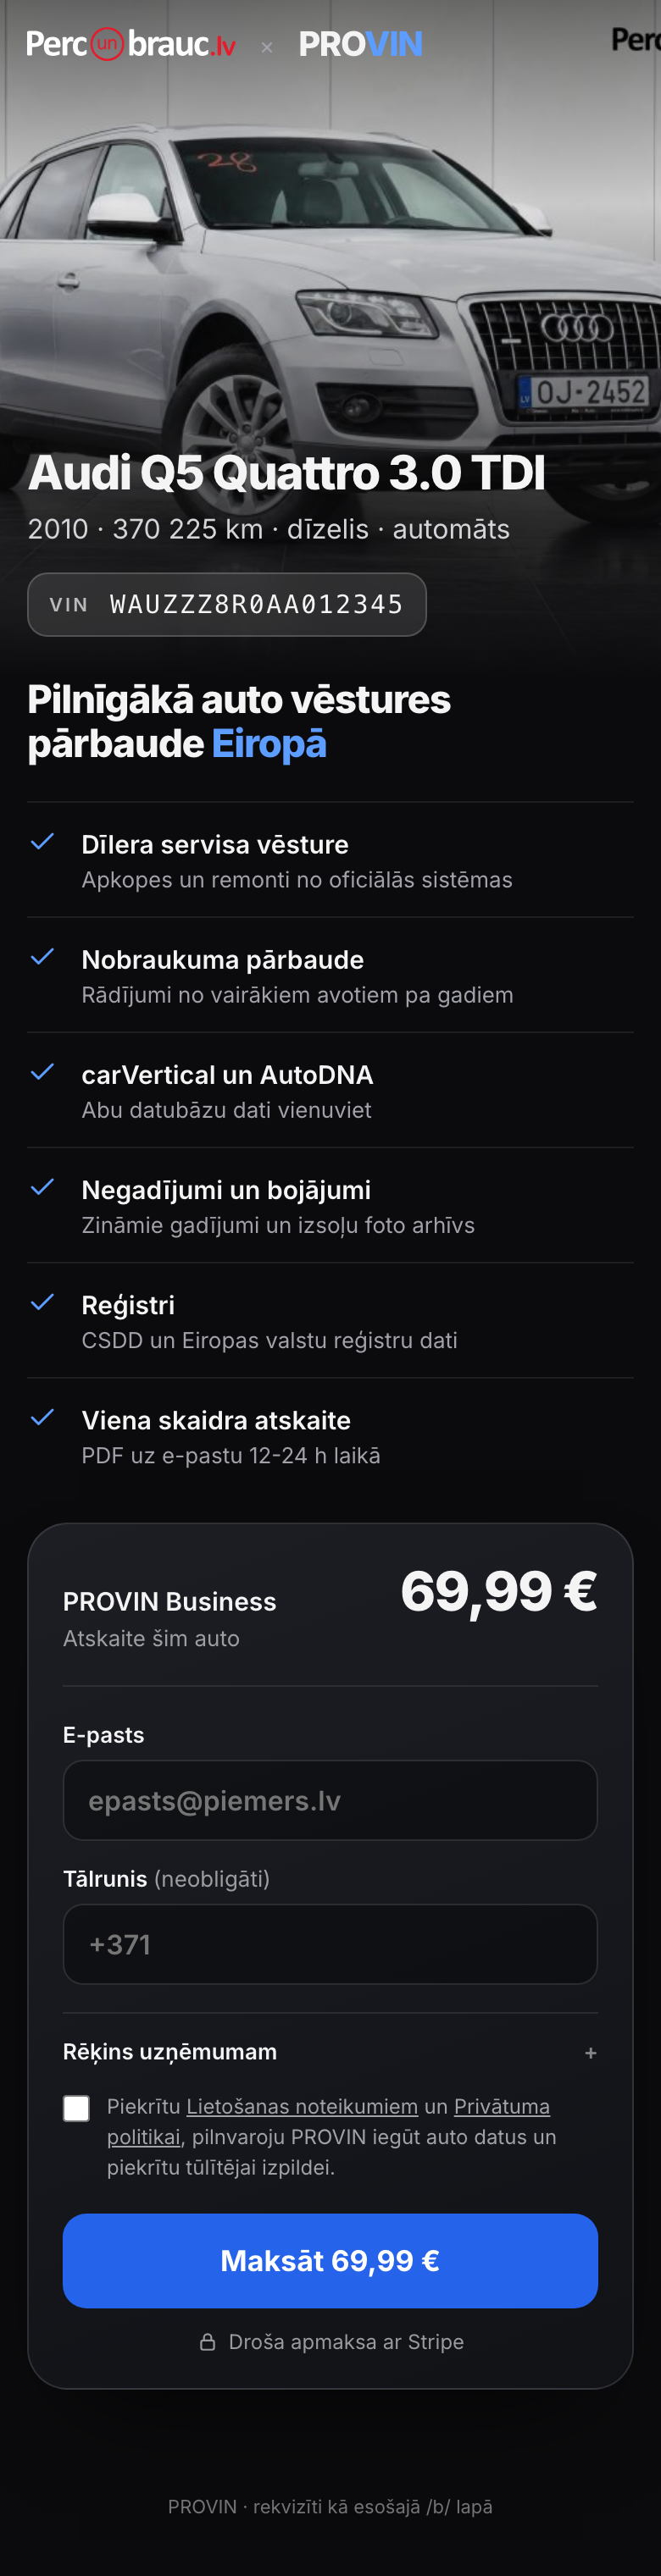 Perc un brauc.lv × PROVIN
Perc
28
OJ-2452
LV
Audi Q5 Quattro 3.0 TDI
2010 · 370 225 km · dīzelis · automāts
VIN WAUZZZ8R0AA012345
Pilnīgākā auto vēstures
pārbaude Eiropā
Dīlera servisa vēsture
Apkopes un remonti no oficiālās sistēmas
Nobraukuma pārbaude
Rādījumi no vairākiem avotiem pa gadiem
carVertical un AutoDNA
Abu datubāzu dati vienuviet
Negadījumi un bojājumi
Zināmie gadījumi un izsoļu foto arhīvs
Reģistri
CSDD un Eiropas valstu reģistru dati
Viena skaidra atskaite
PDF uz e-pastu 12-24 h laikā
PROVIN Business 69,99 €
Atskaite šim auto
E-pasts
epasts@piemers.lv
Tālrunis (neobligāti)
+371
Rēķins uzņēmumam +
Piekrītu Lietošanas noteikumiem un Privātuma
politikai, pilnvaroju PROVIN iegūt auto datus un
piekrītu tūlītējai izpildei.
Maksāt 69,99 €
Droša apmaksa ar Stripe
PROVIN · rekvizīti kā esošajā /b/ lapā